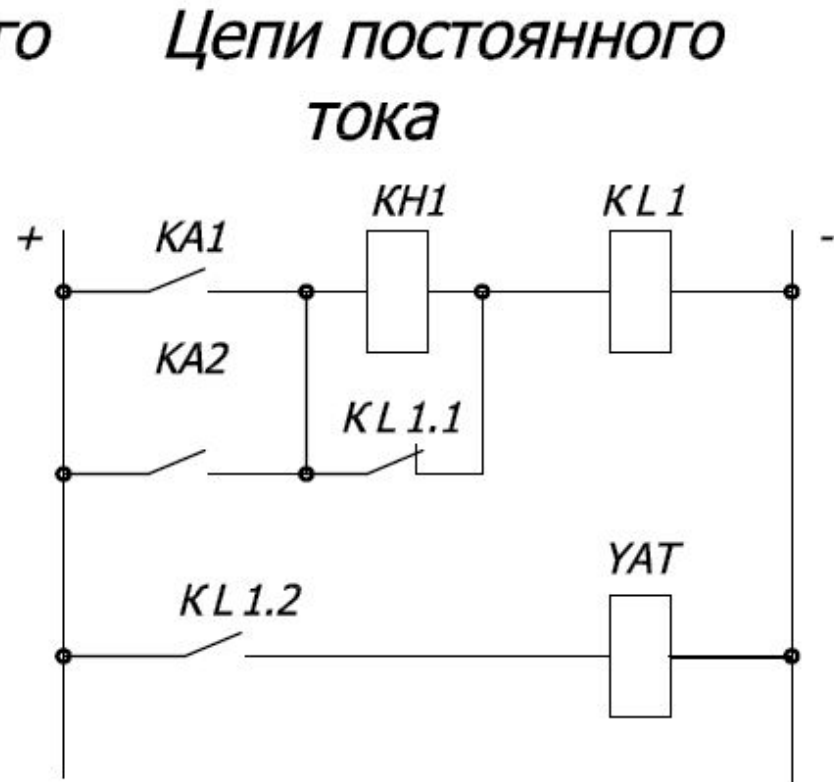 го Цепи постоянного
тока
KH1 KL1
+ KA1 -
KA2
KL1.1
YAT
KL1.2